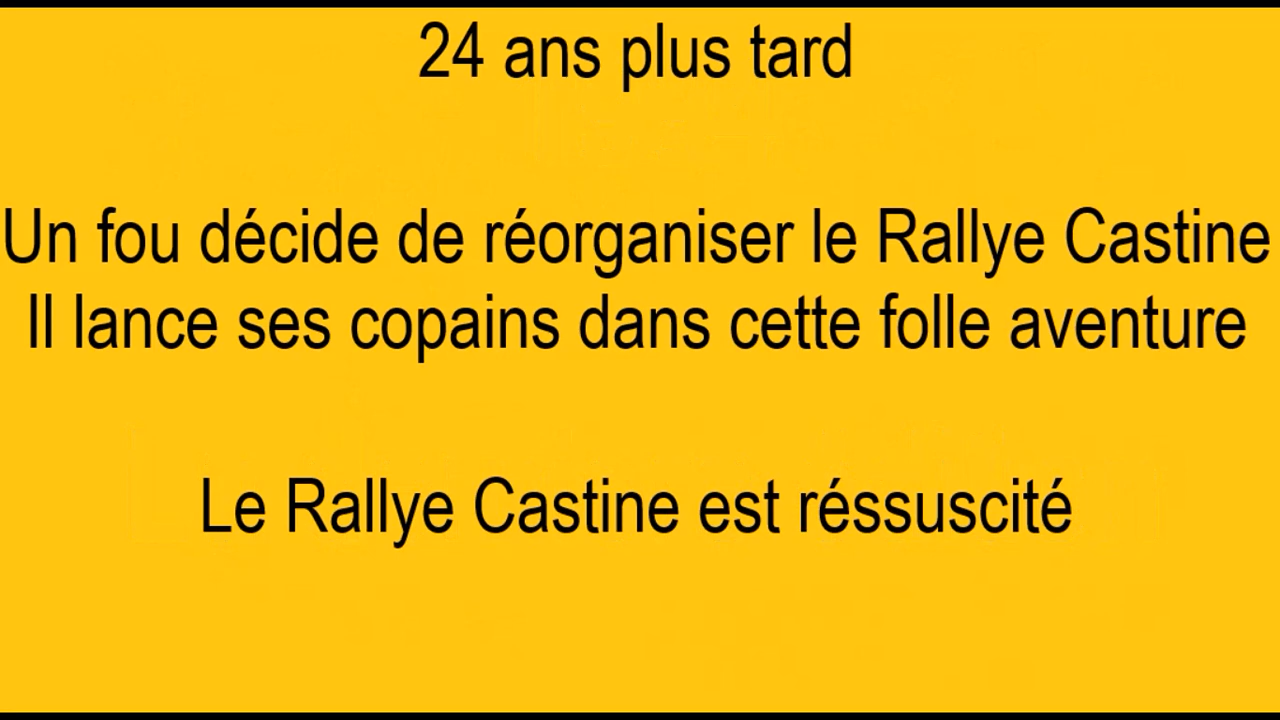 24 ans plus tard
Un fou décide de réorganiser le Rallye Castine
Il lance ses copains dans cette folle aventure
Le Rallye Castine est réssuscité